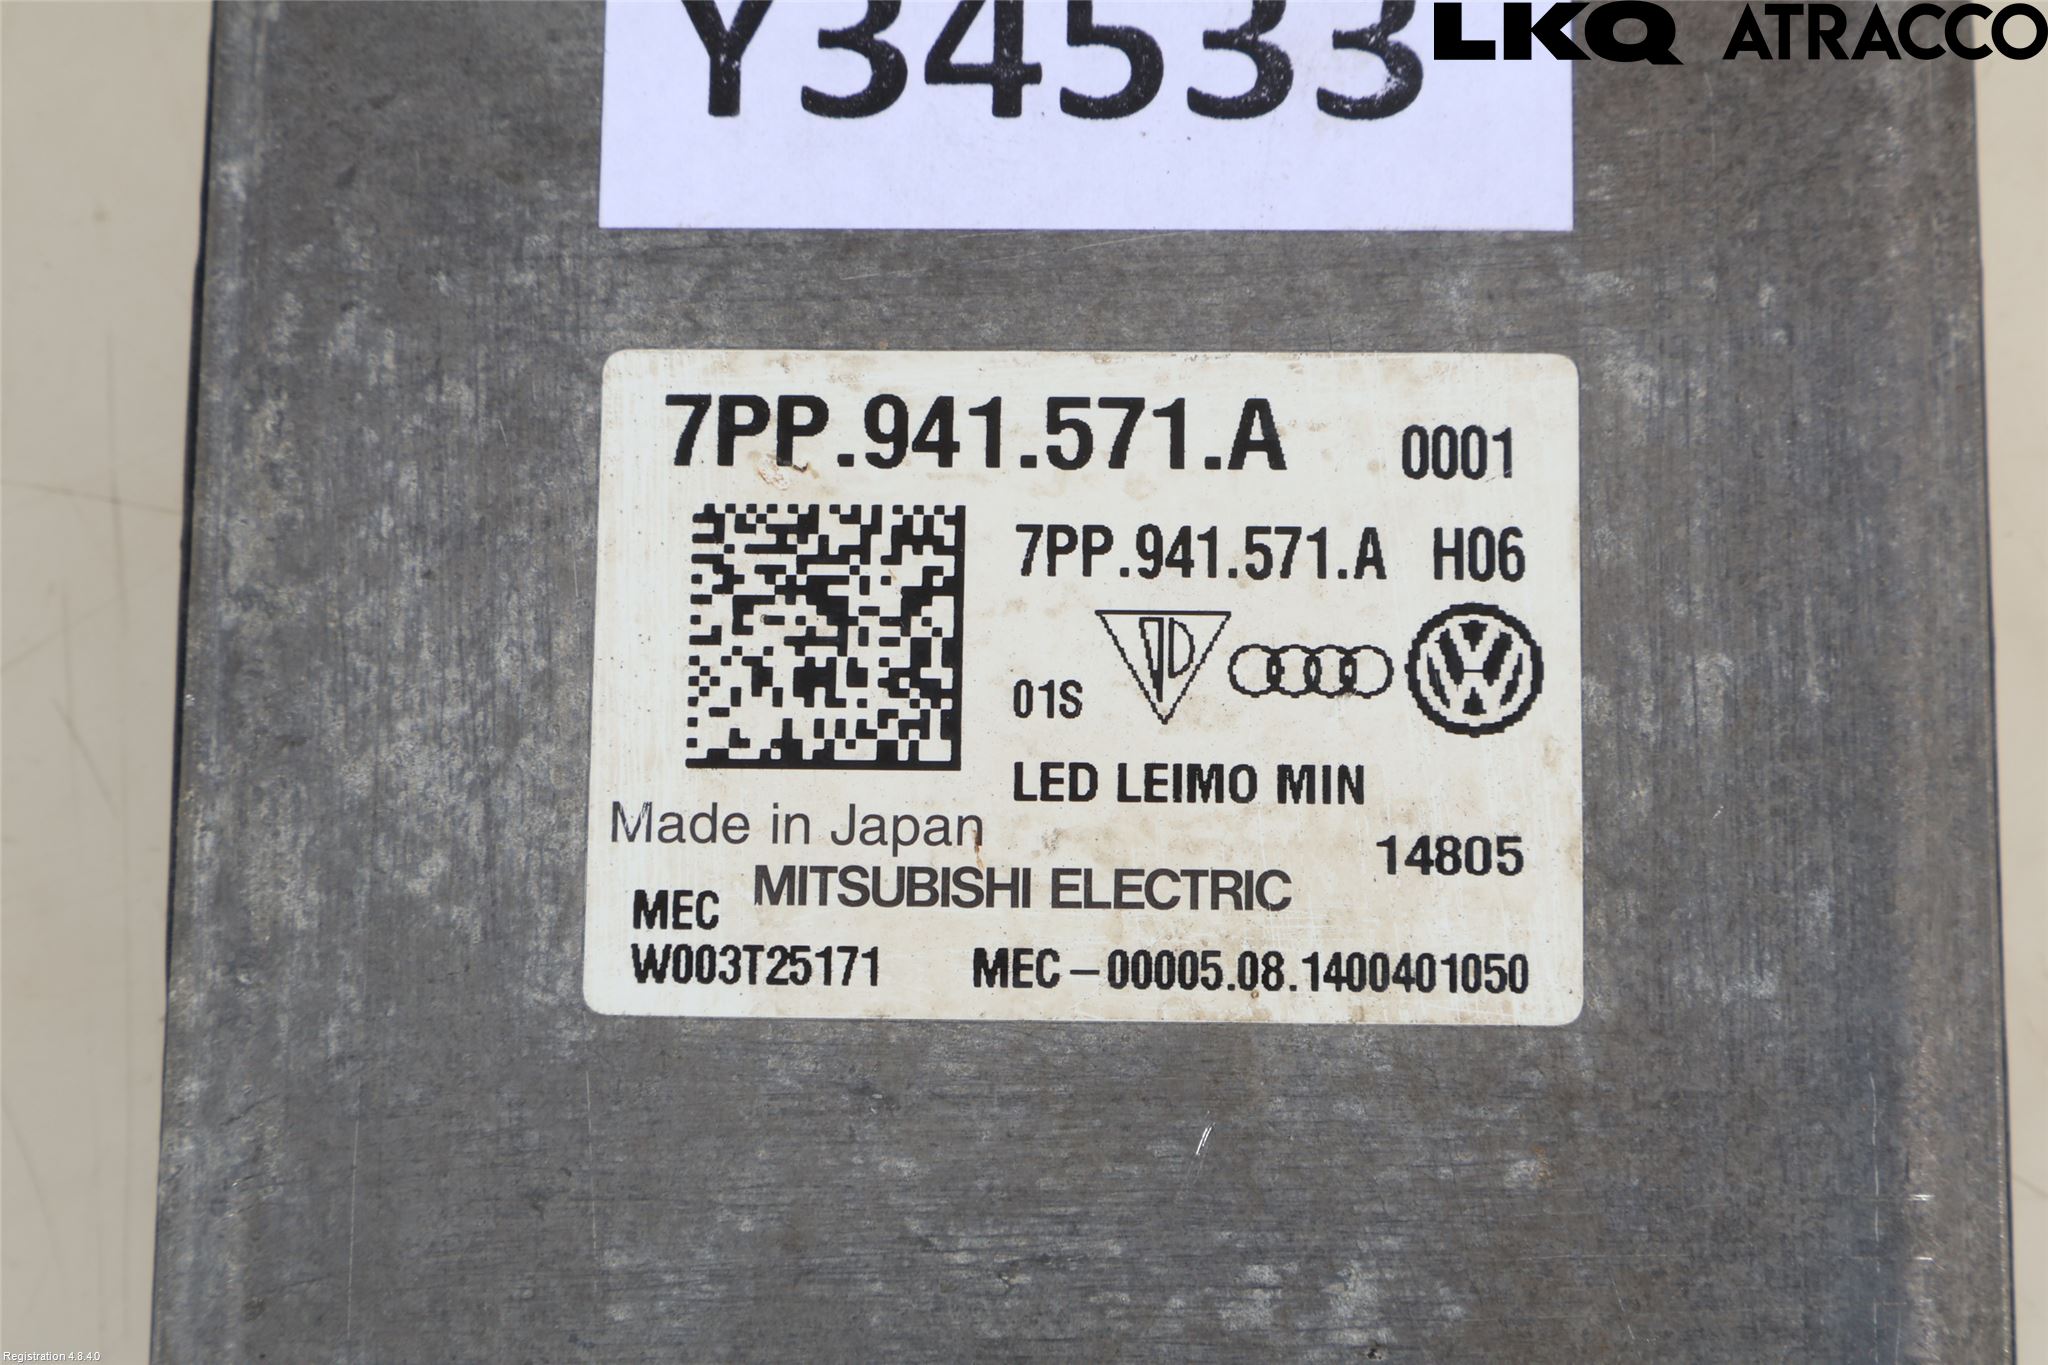 Y34533
LKQ ATRACCO
7PP.941.571.A 0001
7PP.941.571.A H06
01S
LED LEIMO MIN
Made in Japan
14805
MITSUBISHI ELECTRIC
MEC
W003T25171 MEC-00005.08.1400401050
Registration 4.8.4.0